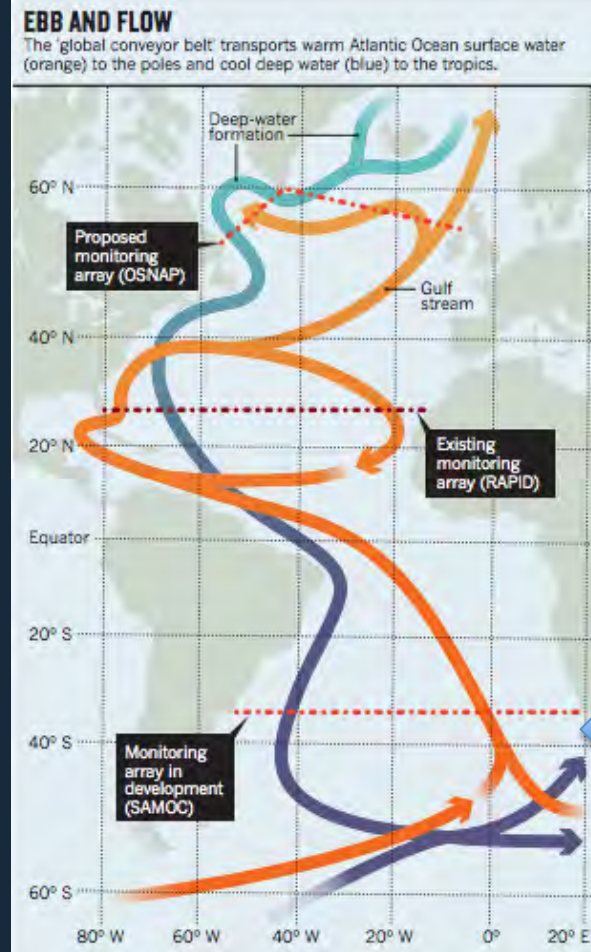 EBB AND FLOW
The 'global conveyor belt' transports warm Atlantic Ocean surface water
(orange) to the poles and cool deep water (blue) to the tropics.
Deep-water
formation
60° N
Proposed
monitoring
array (OSNAP)
Gulf
stream
40° N
20° N
Existing
monitoring
array (RAPID)
Equator
20° S
40° S
Monitoring
array in
development
(SAMOC)
60° S
80° W 60° W 40° W 20° W 0° 20° E